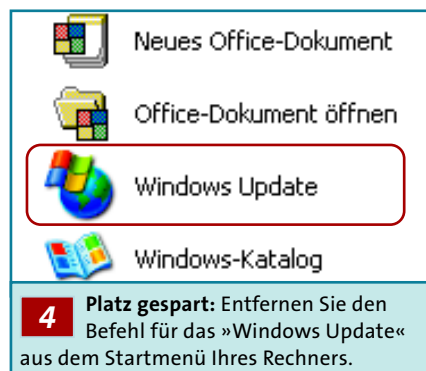 Neues Office-Dokument
Office-Dokument öffnen
Windows Update
Windows-Katalog
4 Platz gespart: Entfernen Sie den
Befehl für das »Windows Update«
aus dem Startmenü Ihres Rechners.